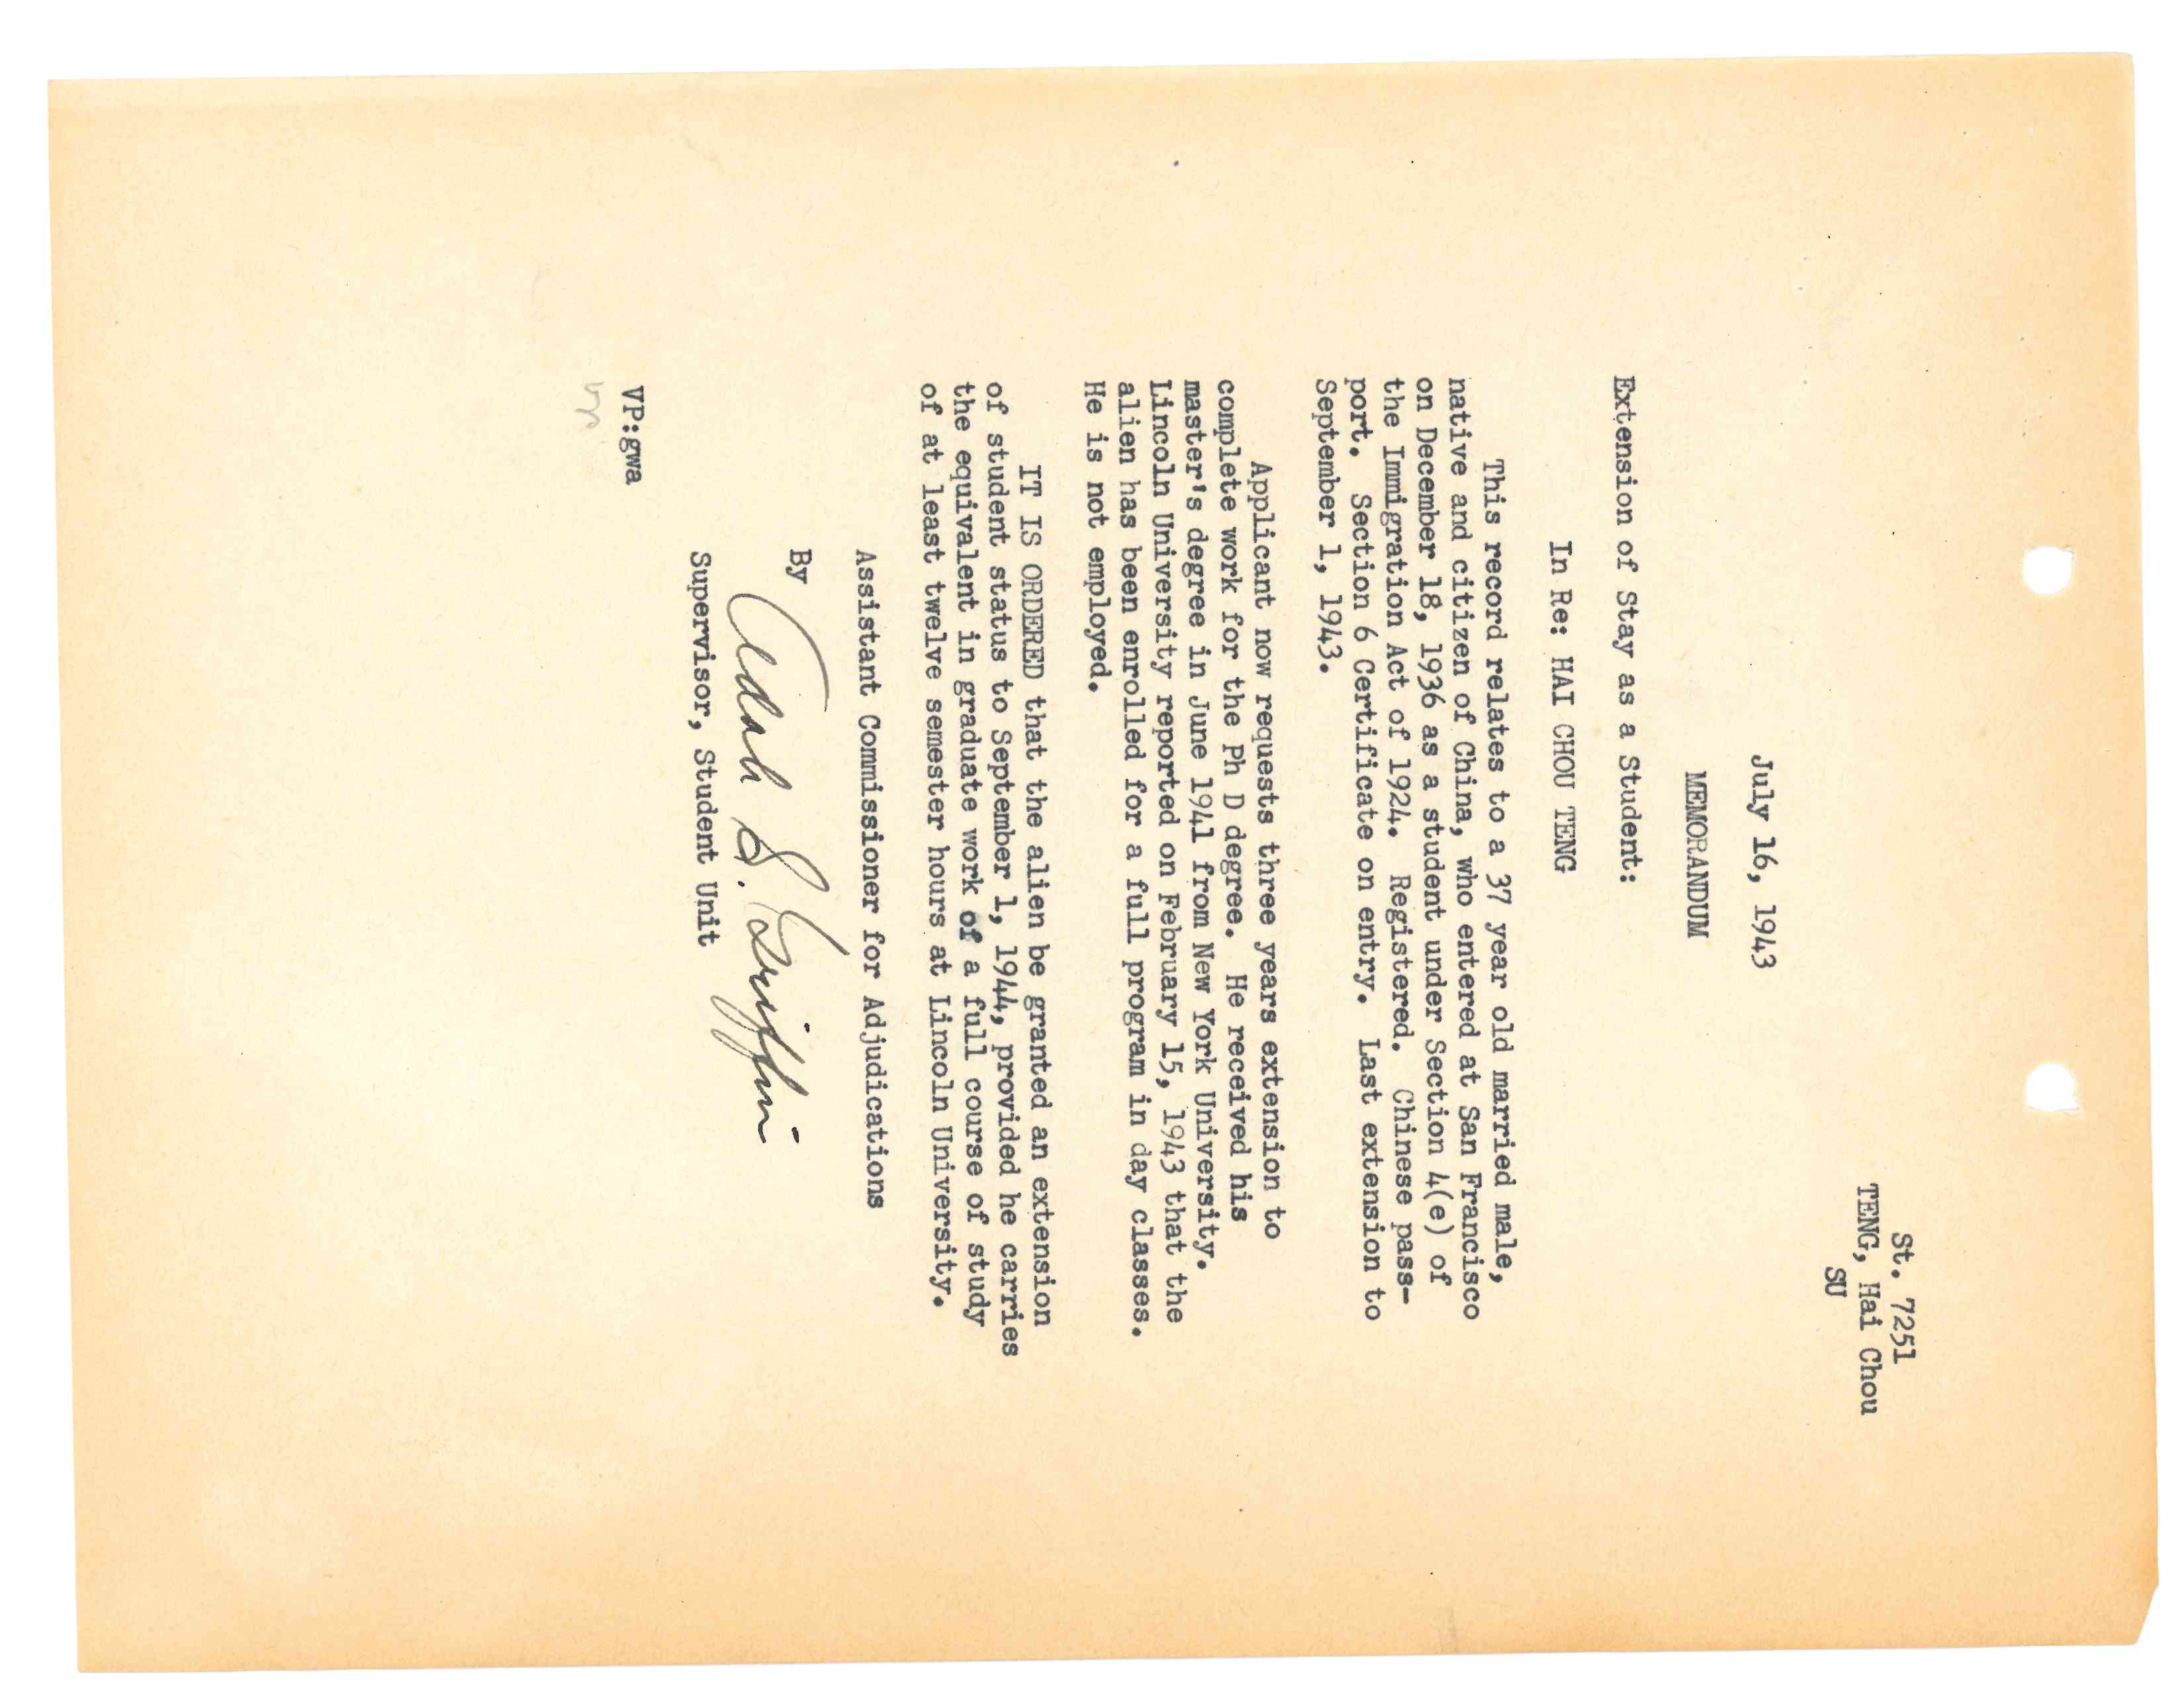 St. 7251
TENG, Hai Chou
SU
July 16, 1943
MEMORANDUM
Extension of Stay as a Student:
In Re: HAI CHOU TENG
This record relates to a 37 year old married male,
native and citizen of China, who entered at San Francisco
on December 18, 1936 as a student under Section 4(e) of
the Immigration Act of 1924. Registered. Chinese pass-
port. Section 6 Certificate on entry. Last extension to
September 1, 1943.
Applicant now requests three years extension to
complete work for the Ph D degree. He received his
master's degree in June 1941 from New York University.
Lincoln University reported on February 15, 1943 that the
alien has been enrolled for a full program in day classes.
He is not employed.
IT IS ORDERED that the alien be granted an extension
of student status to September 1, 1944, provided he carries
the equivalent in graduate work of a full course of study
of at least twelve semester hours at Lincoln University.
Assistant Commissioner for Adjudications
By Adah S. Griffin
Supervisor, Student Unit
VP:gwa
vp